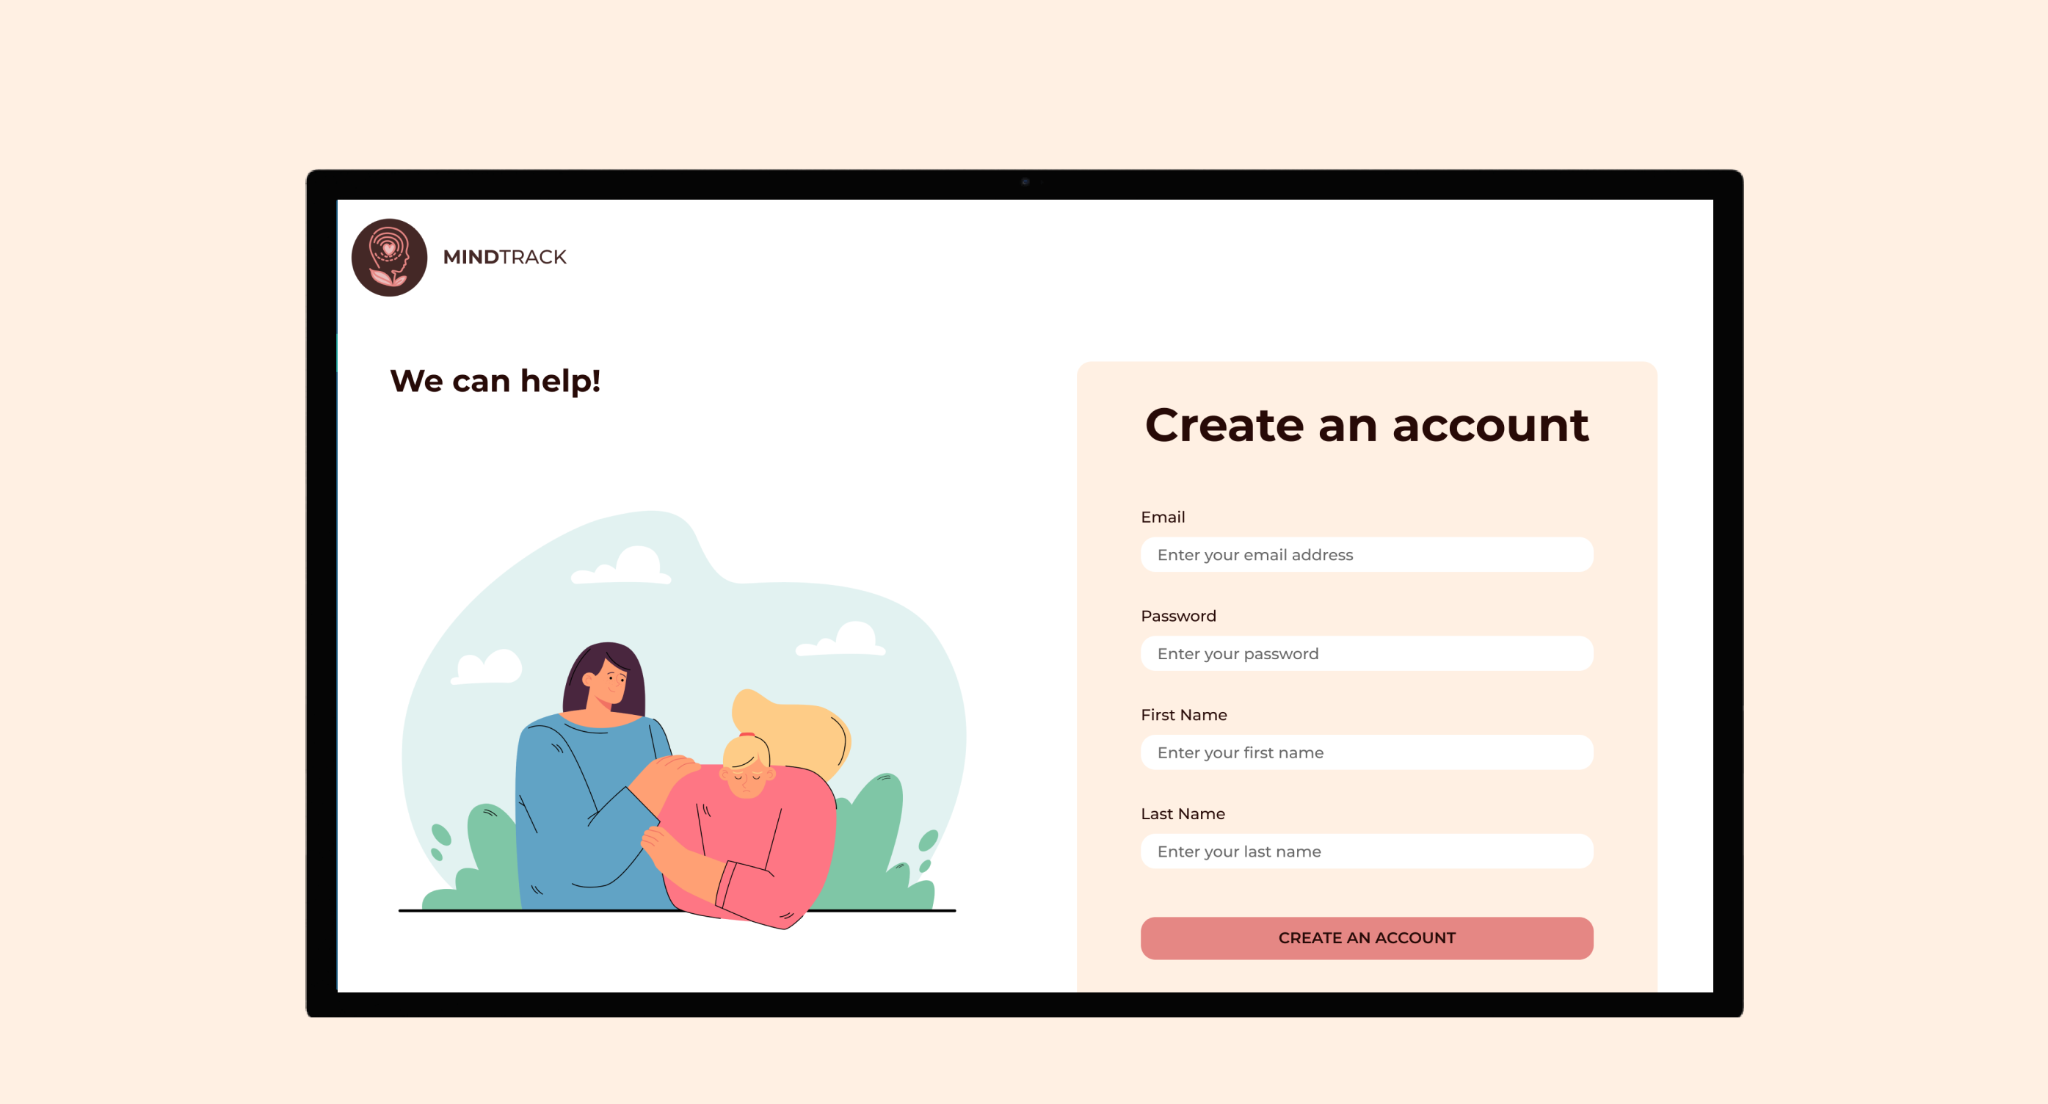 MINDTRACK
We can help!
Create an account
Email
Enter your email address
Password
Enter your password
First Name
Enter your first name
Last Name
Enter your last name
CREATE AN ACCOUNT